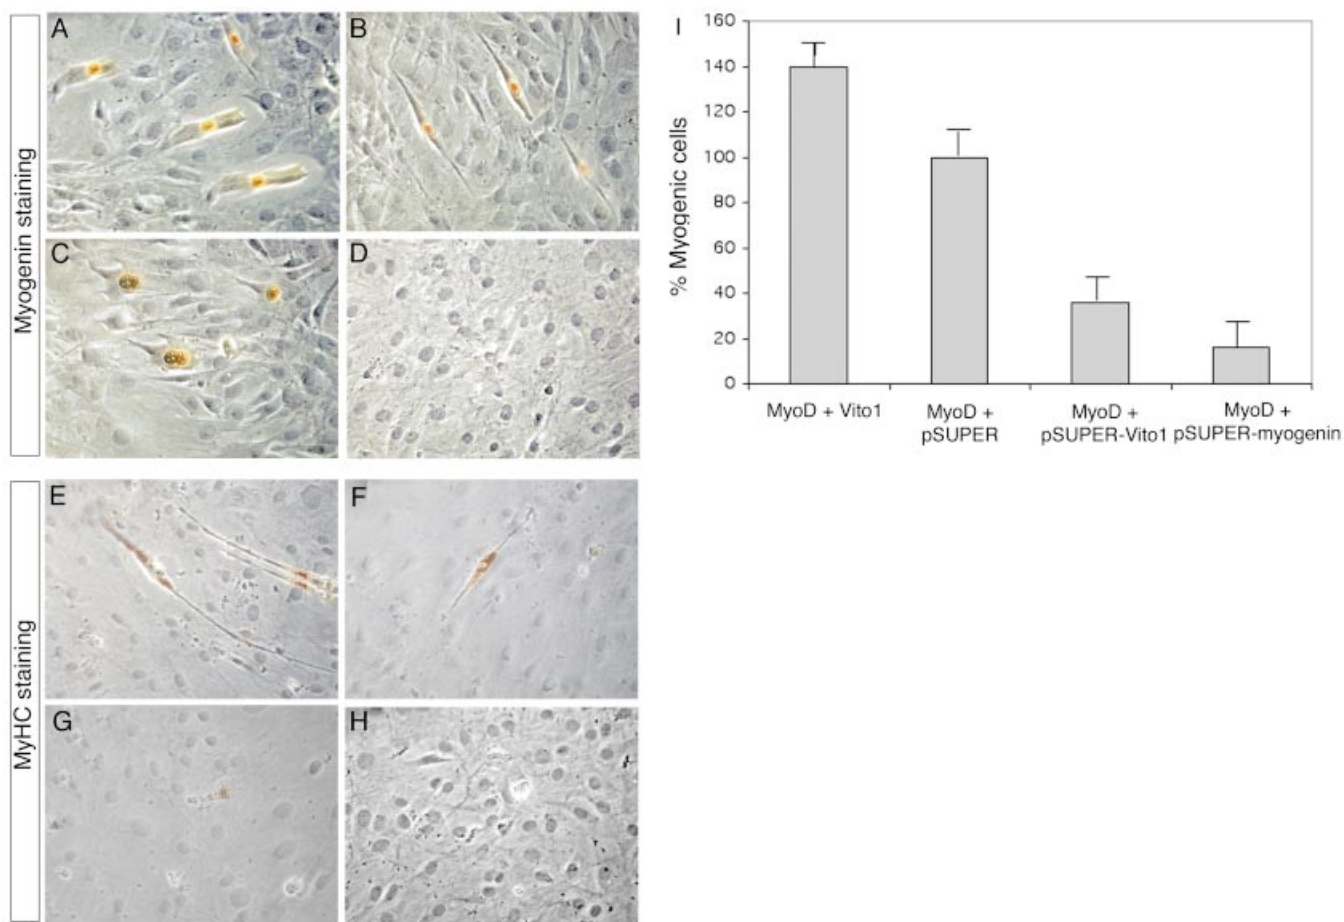 Myogenin staining
A
B
C
D
MyHC staining
E
F
G
H
I
% Myogenic cells
160
140
120
100
80
60
40
20
0
MyoD + Vito1
MyoD +
pSUPER
MyoD +
pSUPER-Vito1
MyoD +
pSUPER-myogenin